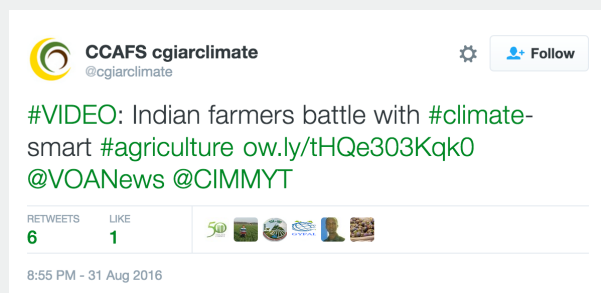 CCAFS cgiarclimate
@cgiarclimate
Follow
#VIDEO: Indian farmers battle with #climate-
smart #agriculture ow.ly/tHQe303Kqk0
@VOANews @CIMMYT
RETWEETS LIKE
6 1
50
8:55 PM - 31 Aug 2016